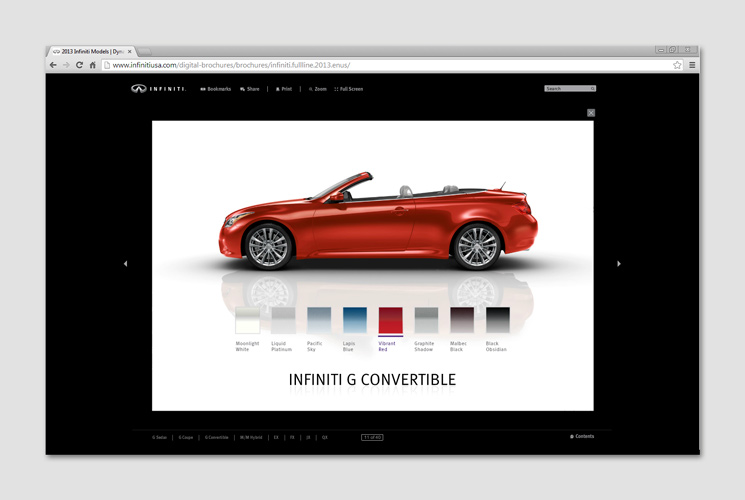 2013 Infiniti Models | Dyn
www.infinitiusa.com/digital-brochures/brochures/infiniti.fullline.2013.enus/
INFINITI.
Bookmarks
Share
Print
Zoom
Full Screen
Search
Moonlight White
Liquid Platinum
Pacific Sky
Lapis Blue
Vibrant Red
Graphite Shadow
Malbec Black
Black Obsidian
INFINITI G CONVERTIBLE
G Sedan | G Coupe | G Convertible | M/M Hybrid | EX | FX | JX | QX
11 of 49
Contents